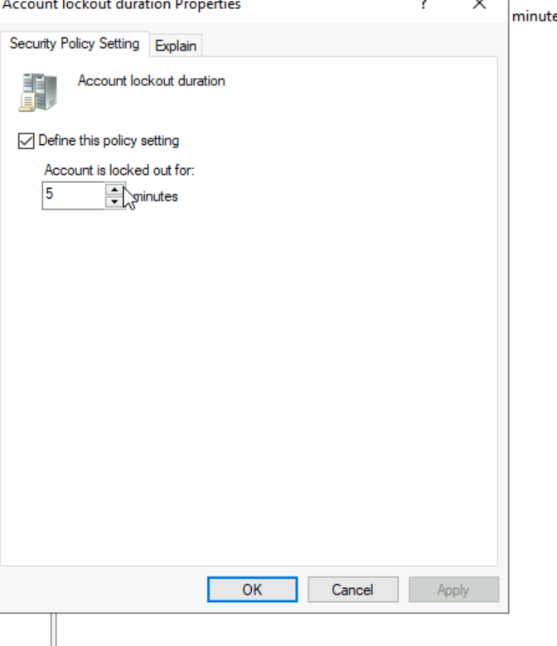 Account lockout duration Properties
?
minute
Security Policy Setting
Explain
Account lockout duration
Define this policy setting
Account is locked out for:
5
minutes
OK
Cancel
Apply